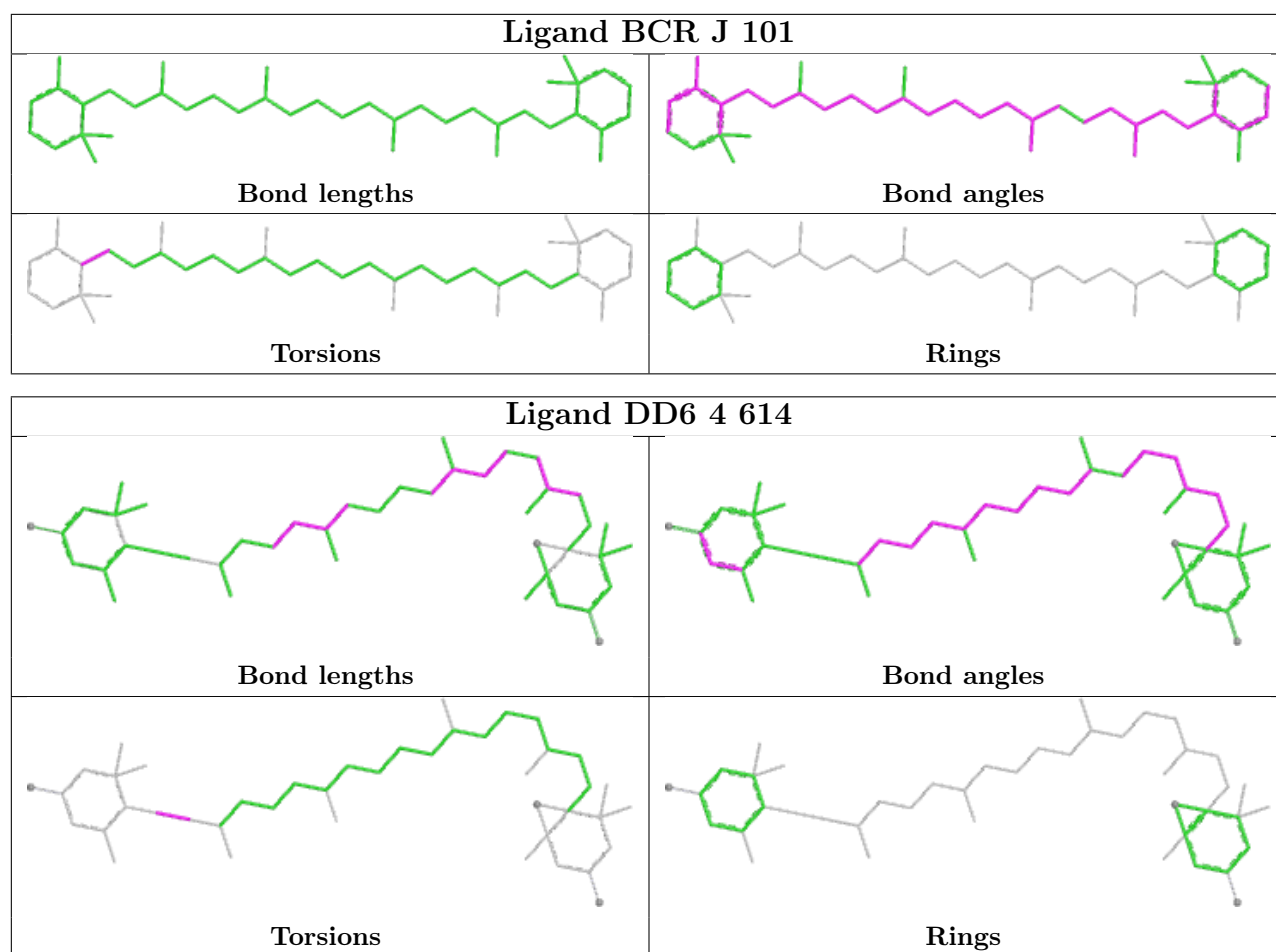 Ligand BCR J 101
Bond lengths
Bond angles
Torsions
Rings
Ligand DD6 4 614
Bond lengths
Bond angles
Torsions
Rings